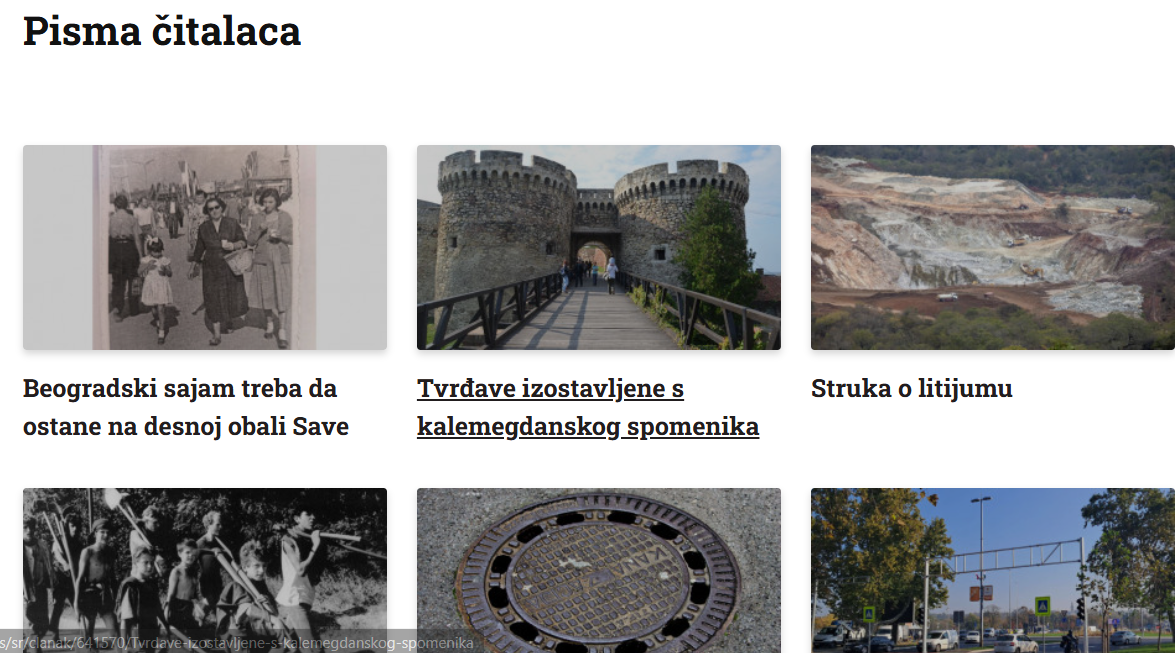 Pisma čitalaca
Beogradski sajam treba da
ostane na desnoj obali Save
Tvrđave izostavljene s
kalemegdanskog spomenika
Struka o litijumu
s/sr/clanak/641570/Tvrdave-izostavljene-s-kalemegdanskog-spomenika